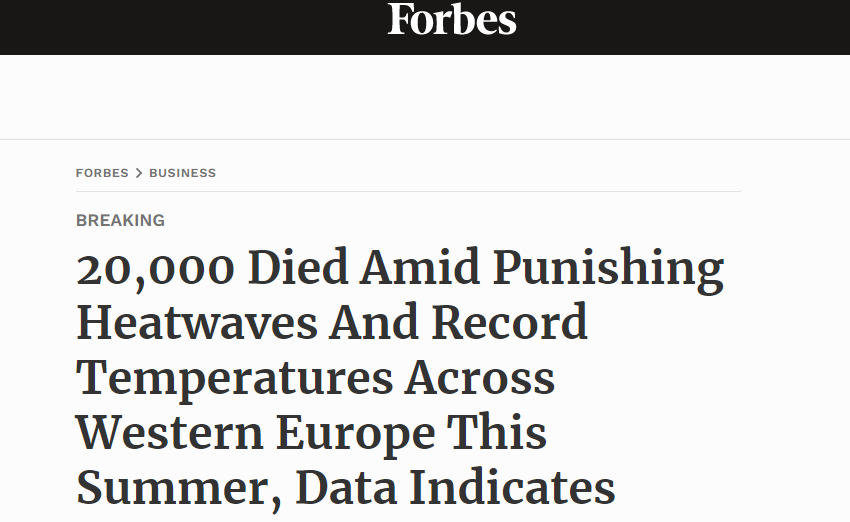 Forbes
FORBES > BUSINESS
BREAKING
20,000 Died Amid Punishing
Heatwaves And Record
Temperatures Across
Western Europe This
Summer, Data Indicates